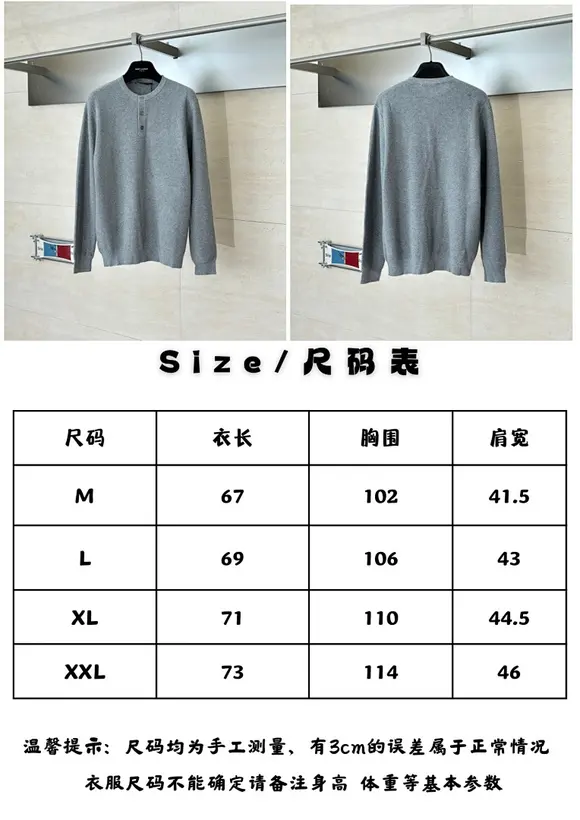 Size/尺码表
尺码 衣长 胸围 肩宽
M 67 102 41.5
L 69 106 43
XL 71 110 44.5
XXL 73 114 46
温馨提示：尺码均为手工测量、有3cm的误差属于正常情况
衣服尺码不能确定请备注身高 体重等基本参数